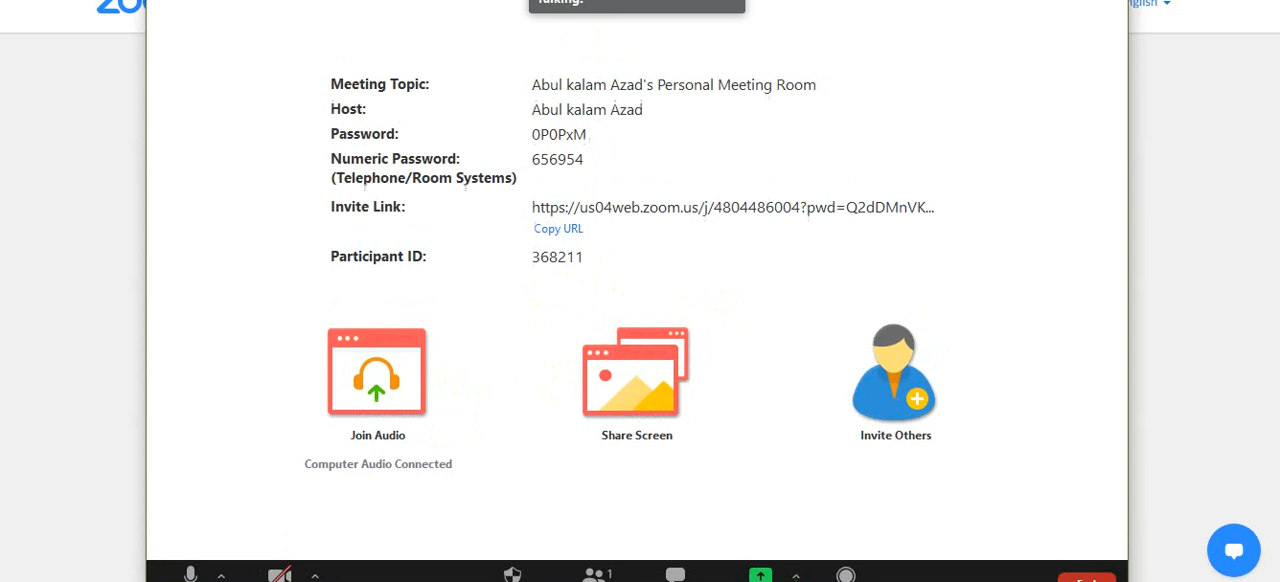 Meeting Topic: Abul kalam Azad's Personal Meeting Room
Host: Abul kalam Azad
Password: 0P0PxM
Numeric Password: 656954
(Telephone/Room Systems)
Invite Link: https://us04web.zoom.us/j/4804486004?pwd=Q2dDMnVK...
Copy URL
Participant ID: 368211
Join Audio
Share Screen
Invite Others
Computer Audio Connected
1